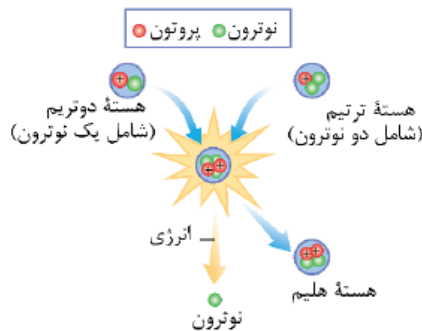 نوترون پروتون
هستهٔ ترتیم
(شامل دو نوترون)
هستهٔ دوتریم
(شامل یک نوترون)
انرژی
هستهٔ هلیم
نوترون